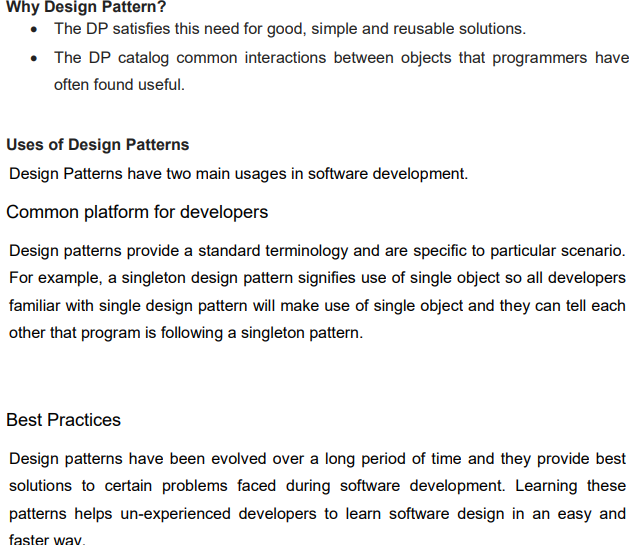 Why Design Pattern?
• The DP satisfies this need for good, simple and reusable solutions.
• The DP catalog common interactions between objects that programmers have
often found useful.
Uses of Design Patterns
Design Patterns have two main usages in software development.
Common platform for developers
Design patterns provide a standard terminology and are specific to particular scenario.
For example, a singleton design pattern signifies use of single object so all developers
familiar with single design pattern will make use of single object and they can tell each
other that program is following a singleton pattern.
Best Practices
Design patterns have been evolved over a long period of time and they provide best
solutions to certain problems faced during software development. Learning these
patterns helps un-experienced developers to learn software design in an easy and
faster way.